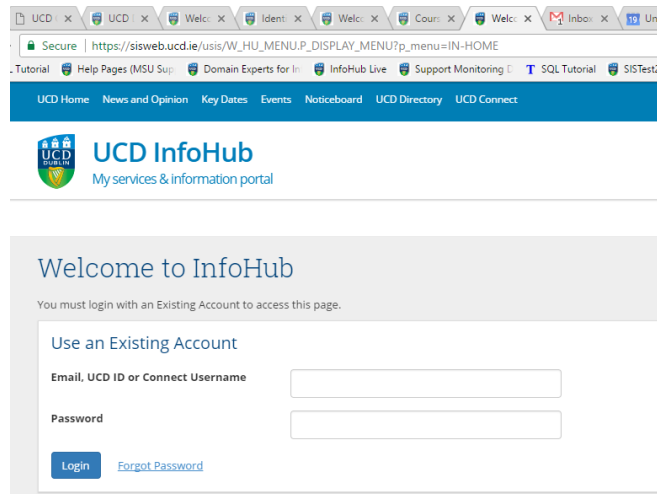 UCD UCD I Welco Identi Welco Cours Welco Inbox Un
Secure https://sisweb.ucd.ie/usis/W_HU_MENU.P_DISPLAY_MENU?p_menu=IN-HOME
Tutorial Help Pages (MSU Sup Domain Experts for In InfoHub Live Support Monitoring D T SQL Tutorial SISTest2
UCD Home News and Opinion Key Dates Events Noticeboard UCD Directory UCD Connect
UCD
DUBLIN
UCD InfoHub
My services & information portal
Welcome to InfoHub
You must login with an Existing Account to access this page.
Use an Existing Account
Email, UCD ID or Connect Username
Password
Login Forgot Password